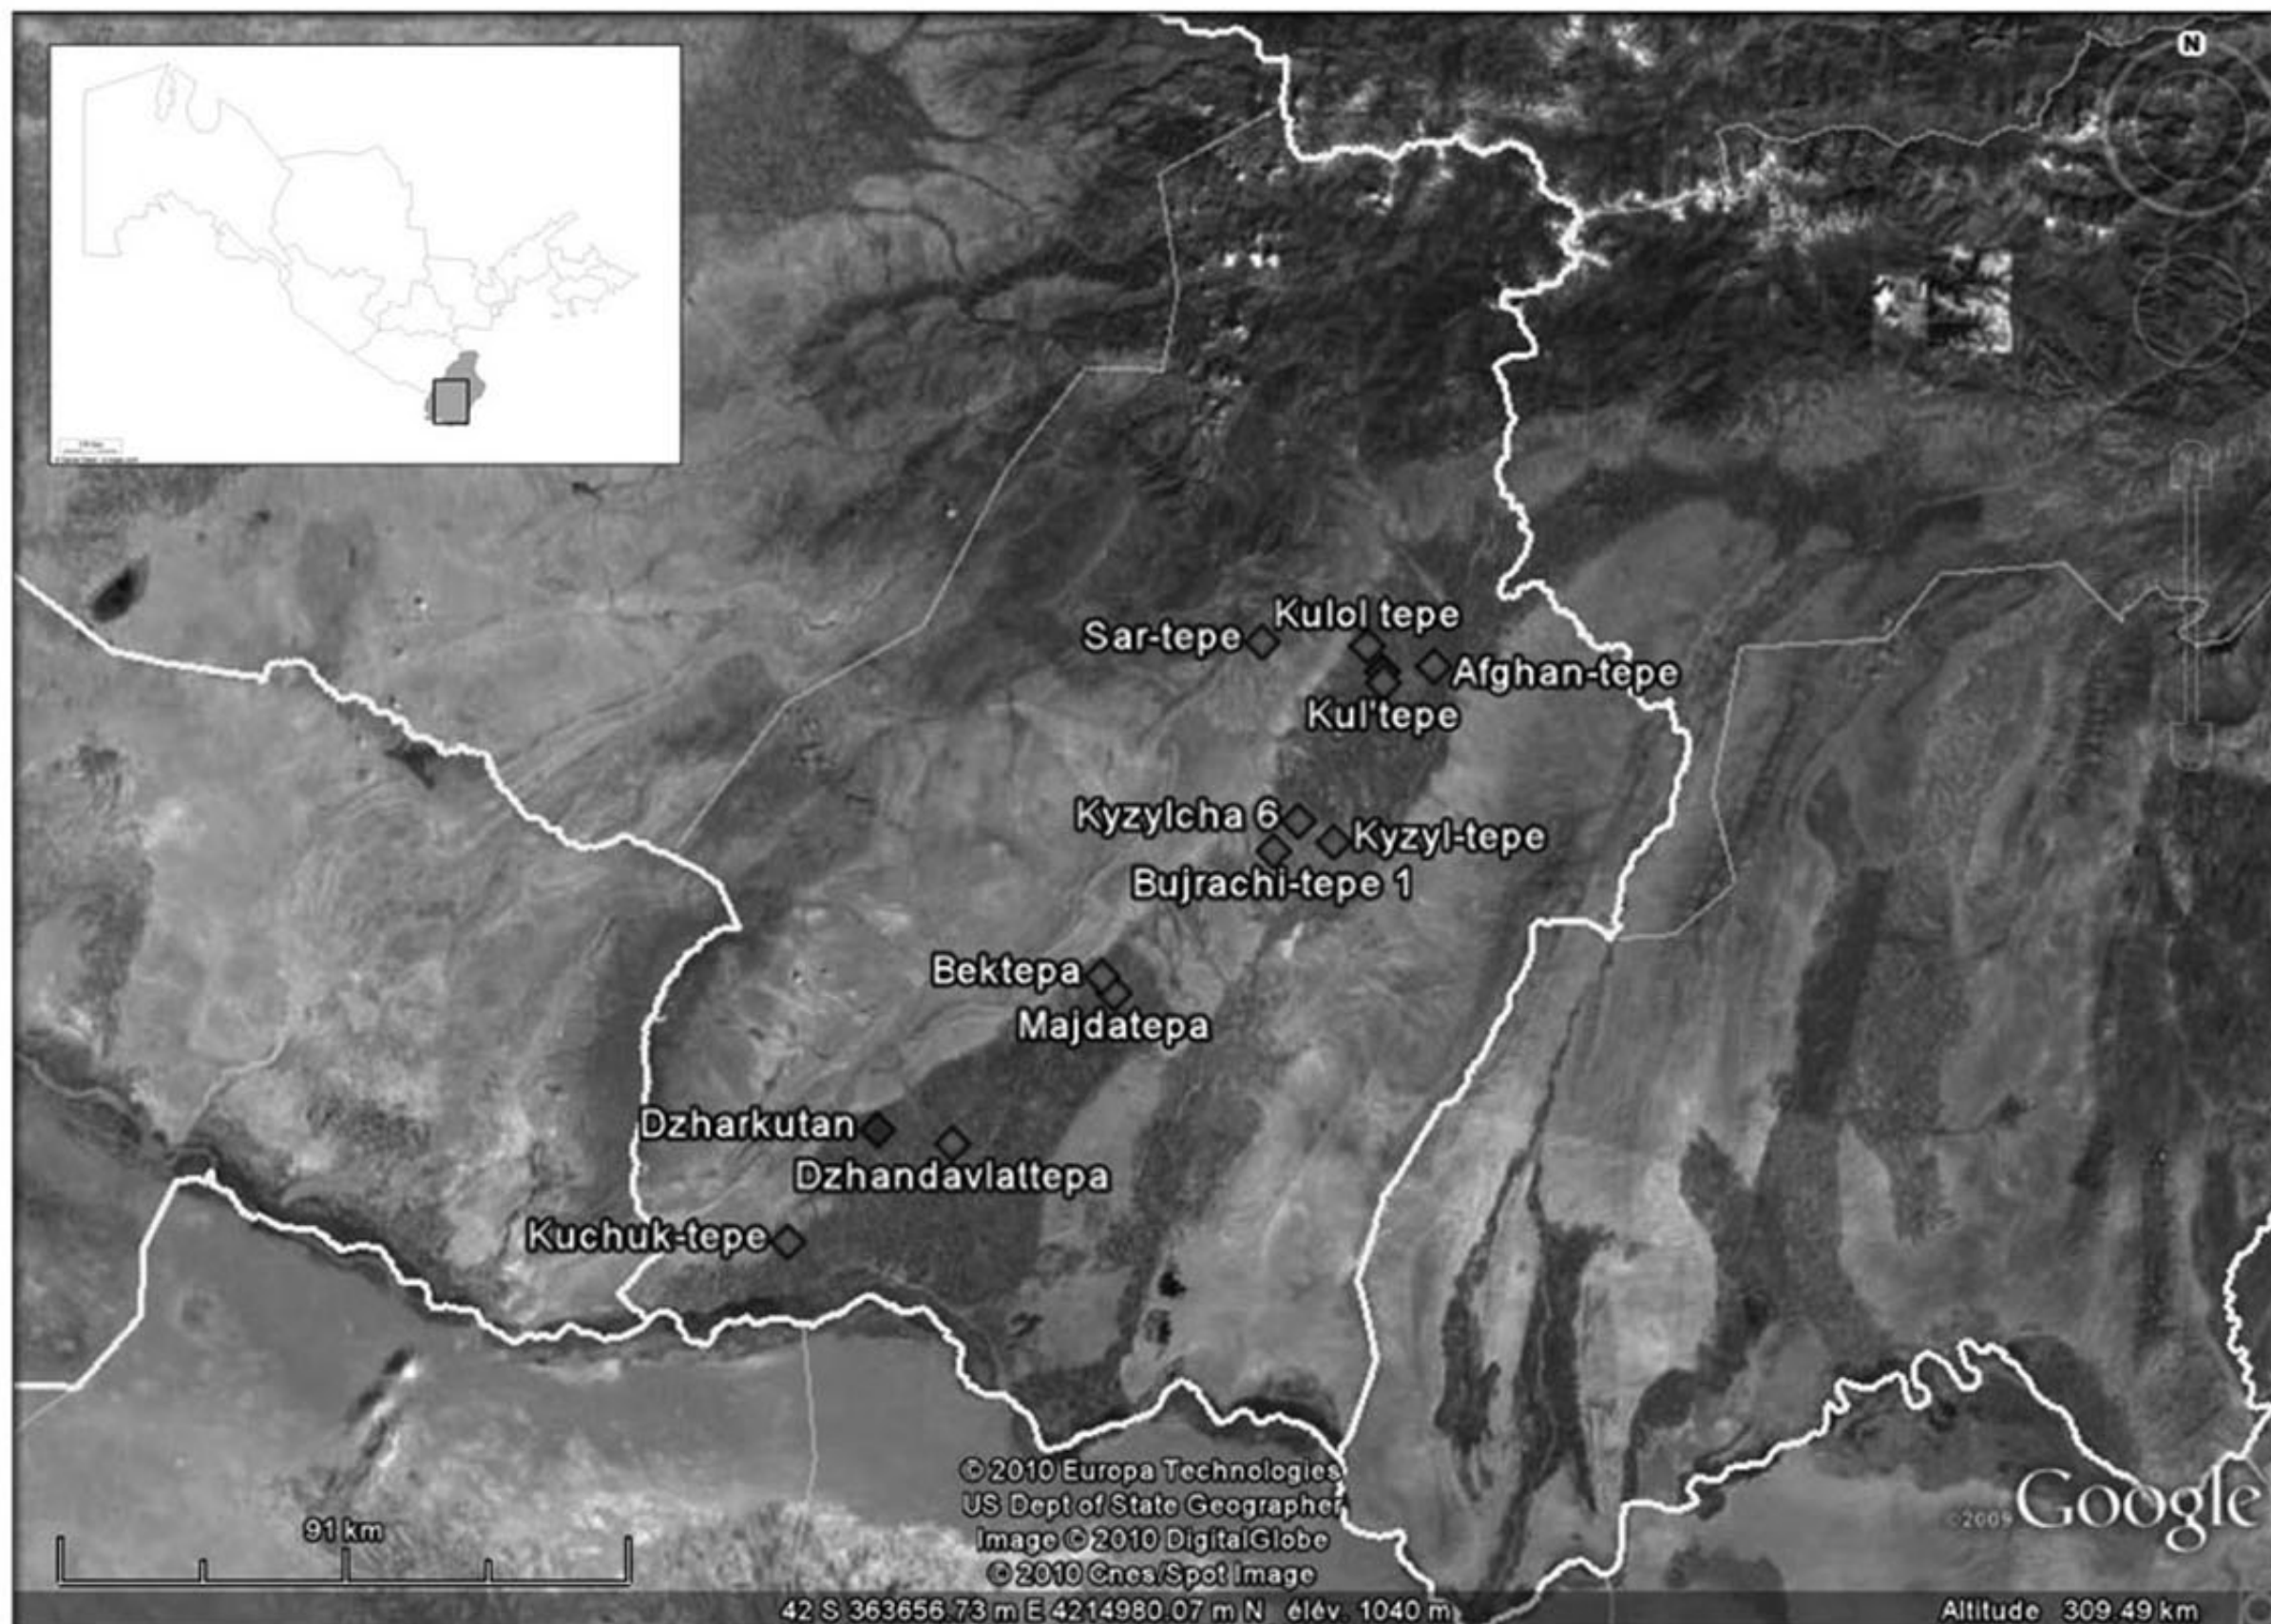 N
Kulol tepe
Sar-tepe
Afghan-tepe
Kul'tepe
Kyzylcha 6
Kyzyl-tepe
Bujrachi-tepe 1
Bektepa
Majdatepa
Dzharkutan
Dzhandavlattepa
Kuchuk-tepe
© 2010 Europa Technologies
US Dept of State Geographer
Image © 2010 DigitalGlobe
© 2010 Cnes/Spot Image
©2009 Google
91 km
42 S 363656.73 m E 4214980.07 m N élév. 1040 m
Altitude 309.49 km